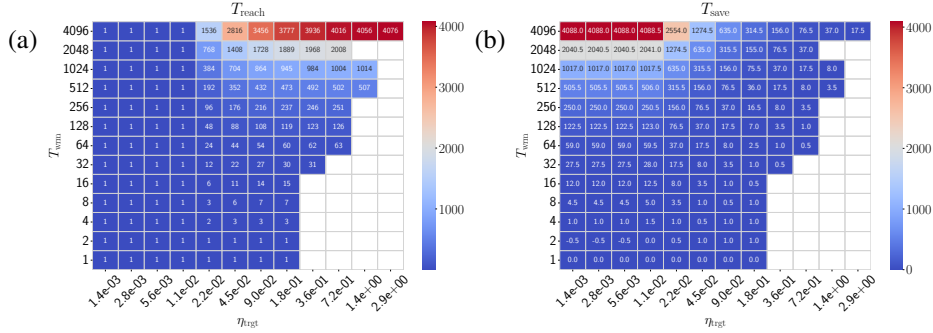 (a)
T_reach
4096 1 1 1 1 1536 2816 3456 3777 3936 4016 4056 4076
2048 1 1 1 1 768 1408 1728 1889 1968 2008
1024 1 1 1 1 384 704 864 945 984 1004 1014
512 1 1 1 1 192 352 432 473 492 502 507
256 1 1 1 1 96 176 216 237 246 251
128 1 1 1 1 48 88 108 119 123 126
64 1 1 1 1 24 44 54 60 62 63
32 1 1 1 1 12 22 27 30 31
16 1 1 1 1 6 11 14 15
8 1 1 1 1 3 6 7 7
4 1 1 1 1 2 3 3 3
2 1 1 1 1 1 1 1 1
1 1 1 1 1 1 1 1 1
T_wrm
1.4e-03 2.8e-03 5.6e-03 1.1e-02 2.2e-02 4.5e-02 9.0e-02 1.8e-01 3.6e-01 7.2e-01 1.4e+00 2.9e+00
η_trgt
4000
3000
2000
1000
(b)
T_save
4096 4088.0 4088.0 4088.0 4088.5 2554.0 1274.5 635.0 314.5 156.0 76.5 37.0 17.5
2048 2040.5 2040.5 2040.5 2041.0 1274.5 635.0 315.5 155.0 76.5 37.0
1024 1017.0 1017.0 1017.0 1017.5 635.0 315.5 156.0 76.5 37.0 17.5 8.0
512 505.5 505.5 505.5 506.0 315.5 156.0 76.5 36.0 17.5 8.0 3.5
256 250.0 250.0 250.0 250.5 156.0 76.5 37.0 16.5 8.0 3.5
128 122.5 122.5 122.5 123.0 76.5 37.0 17.5 7.5 3.5 1.0
64 59.0 59.0 59.0 59.5 37.0 17.5 8.0 3.5 1.0 0.5
32 27.5 27.5 27.5 28.0 17.5 8.0 3.5 1.0 0.5
16 12.0 12.0 12.0 12.5 8.0 3.5 1.0 0.5
8 4.5 4.5 4.5 5.0 3.5 1.0 0.5 1.0
4 1.0 1.0 1.0 1.5 0.5 1.0 1.0
2 -0.5 -0.5 -0.5 0.0 0.5 1.0 1.0
1 0.0 0.0 0.0 0.0 0.0 0.0 0.0 0.0
T_wrm
1.4e-03 2.8e-03 5.6e-03 1.1e-02 2.2e-02 4.5e-02 9.0e-02 1.8e-01 3.6e-01 7.2e-01 1.4e+00 2.9e+00
η_trgt
4000
3000
2000
1000
0